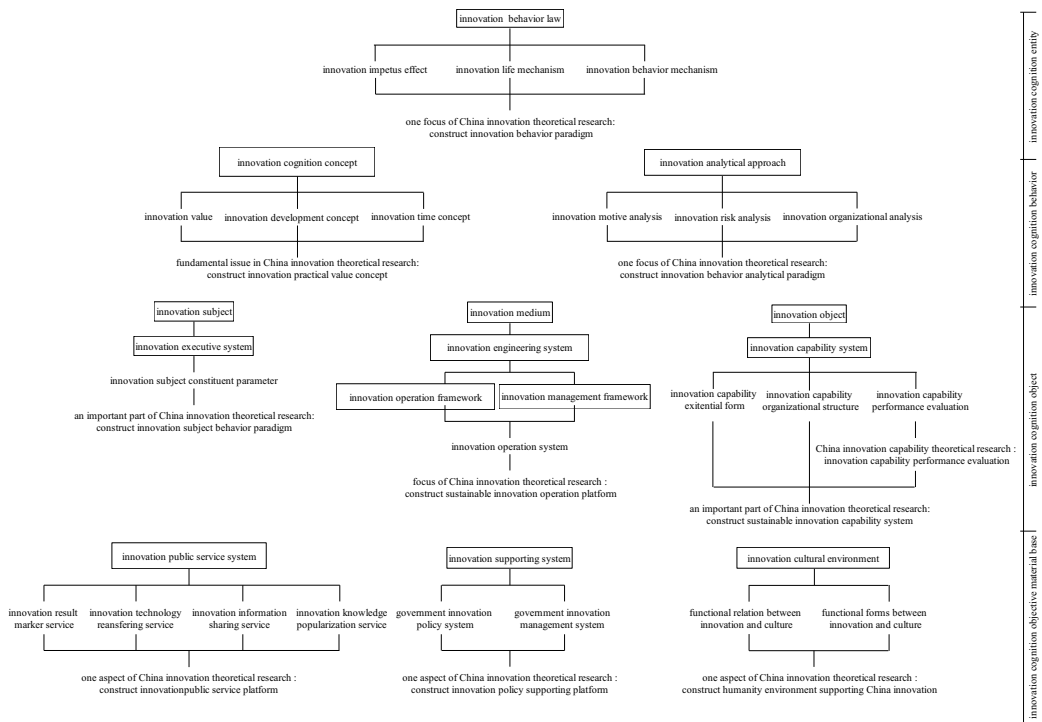 innovation behavior law
innovation impetus effect
innovation life mechanism
innovation behavior mechanism
one focus of China innovation theoretical research:
construct innovation behavior paradigm
innovation cognition entity
innovation cognition concept
innovation analytical approach
innovation value
innovation development concept
innovation time concept
innovation motive analysis
innovation risk analysis
innovation organizational analysis
fundamental issue in China innovation theoretical research:
construct innovation practical value concept
one focus of China innovation theoretical research:
construct innovation behavior analytical paradigm
innovation cognition behavior
innovation subject
innovation executive system
innovation subject constituent parameter
an important part of China innovation theoretical research:
construct innovation subject behavior paradigm
innovation medium
innovation engineering system
innovation operation framework
innovation management framework
innovation operation system
focus of China innovation theoretical research :
construct sustainable innovation operation platform
innovation object
innovation capability system
innovation capability
exitential form
innovation capability
organizational structure
innovation capability
performance evaluation
China innovation capability theoretical research :
innovation capability performance evaluation
an important part of China innovation theoretical research:
construct sustainable innovation capability system
innovation cognition object
innovation public service system
innovation result
marker service
innovation technology
reansfering service
innovation information
sharing service
innovation knowledge
popularization service
one aspect of China innovation theoretical research :
construct innovationpublic service platform
innovation supporting system
government innovation
policy system
government innovation
management system
one aspect of China innovation theoretical research :
construct innovation policy supporting platform
innovation cultural environment
functional relation between
innovation and culture
functional forms between
innovation and culture
one aspect of China innovation theoretical research :
construct humanity environment supporting China innovation
innovation cognition objective material base